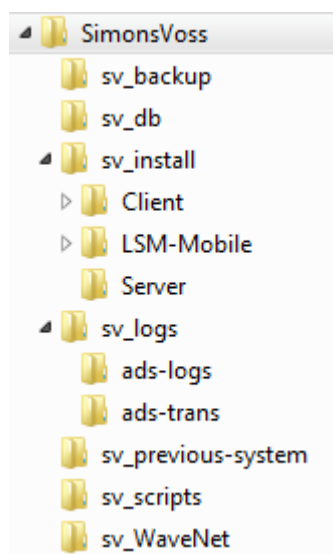 SimonsVoss
sv_backup
sv_db
sv_install
Client
LSM-Mobile
Server
sv_logs
ads-logs
ads-trans
sv_previous-system
sv_scripts
sv_WaveNet